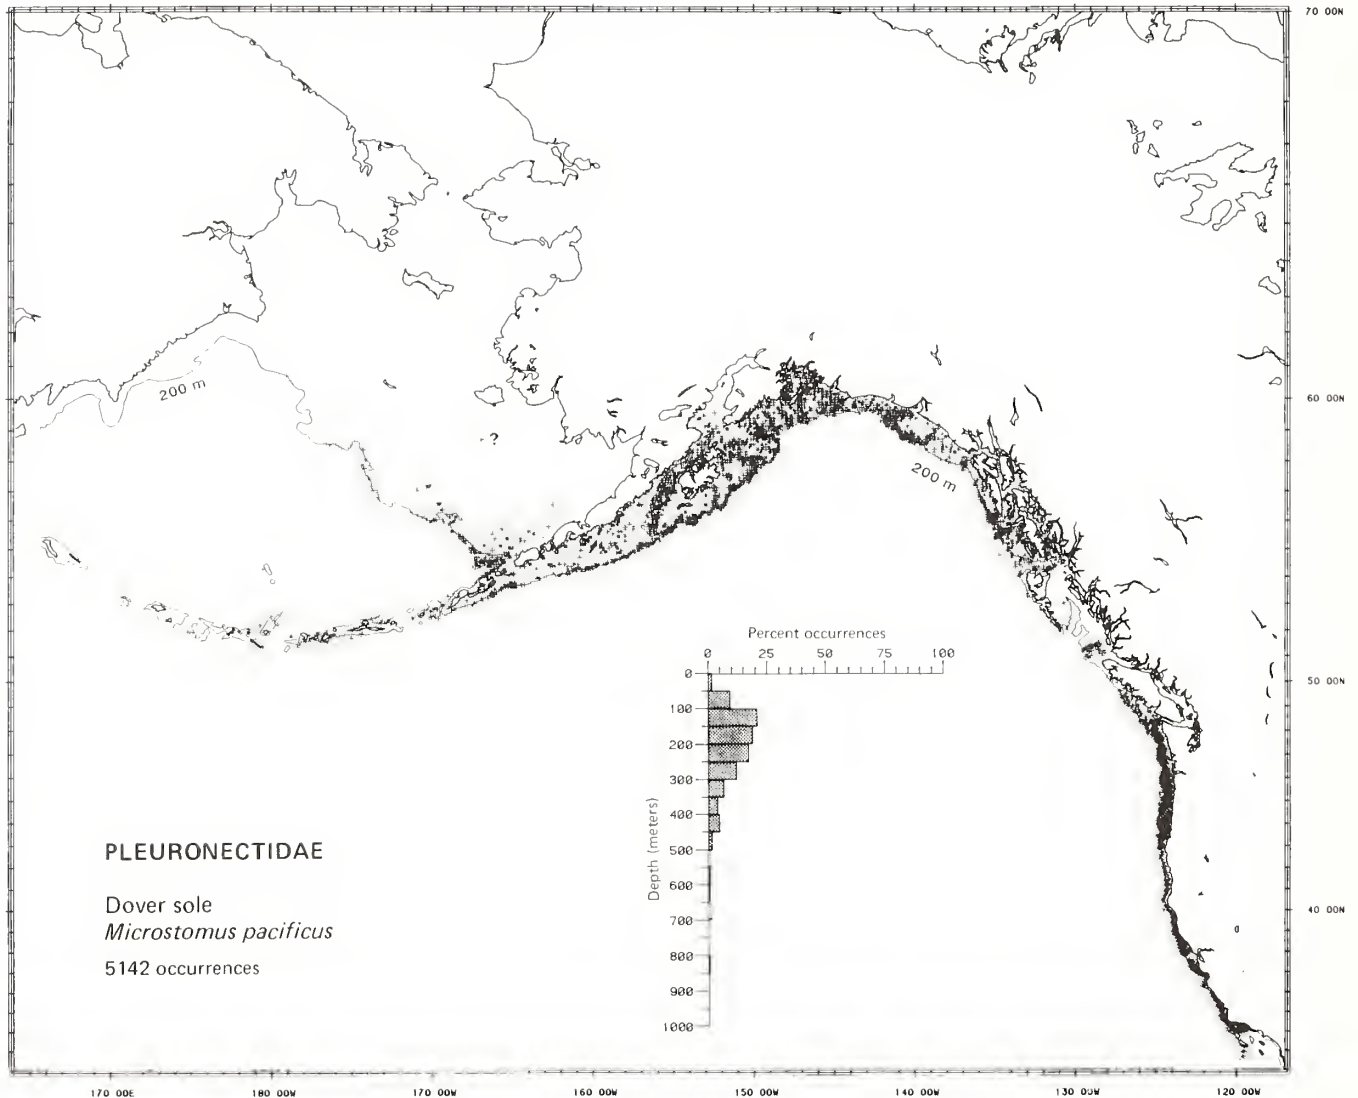 70 00N
200 m
60 00N
?
200 m
Percent occurrences
0 25 50 75 100
50 00N
0
100
200
300
400
500
600
700
800
900
1000
Depth (meters)
PLEURONECTIDAE
Dover sole
Microstomus pacificus
5142 occurrences
40 00N
170 00E 180 00W 170 00W 160 00W 150 00W 140 00W 130 00W 120 00W